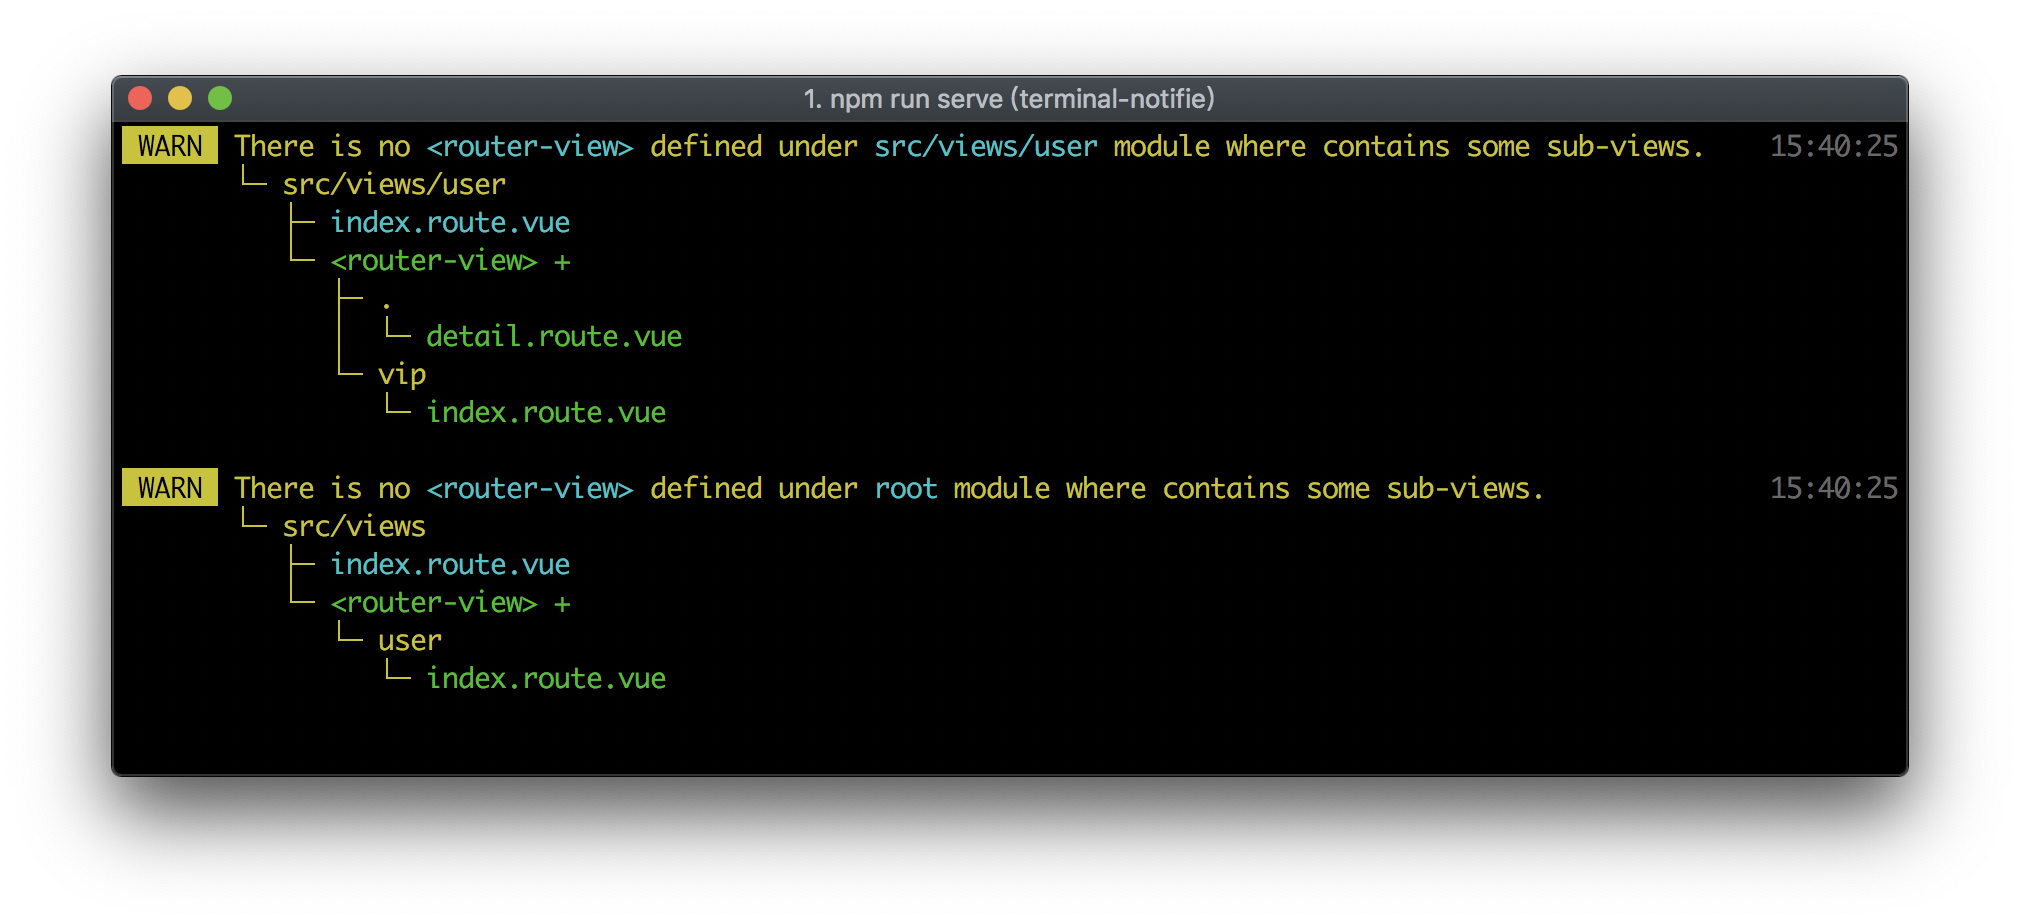 1. npm run serve (terminal-notifie)
WARN There is no <router-view> defined under src/views/user module where contains some sub-views. 15:40:25
└─ src/views/user
├─ index.route.vue
└─ <router-view> +
├─ .
│ └─ detail.route.vue
└─ vip
└─ index.route.vue
WARN There is no <router-view> defined under root module where contains some sub-views. 15:40:25
└─ src/views
├─ index.route.vue
└─ <router-view> +
└─ user
└─ index.route.vue